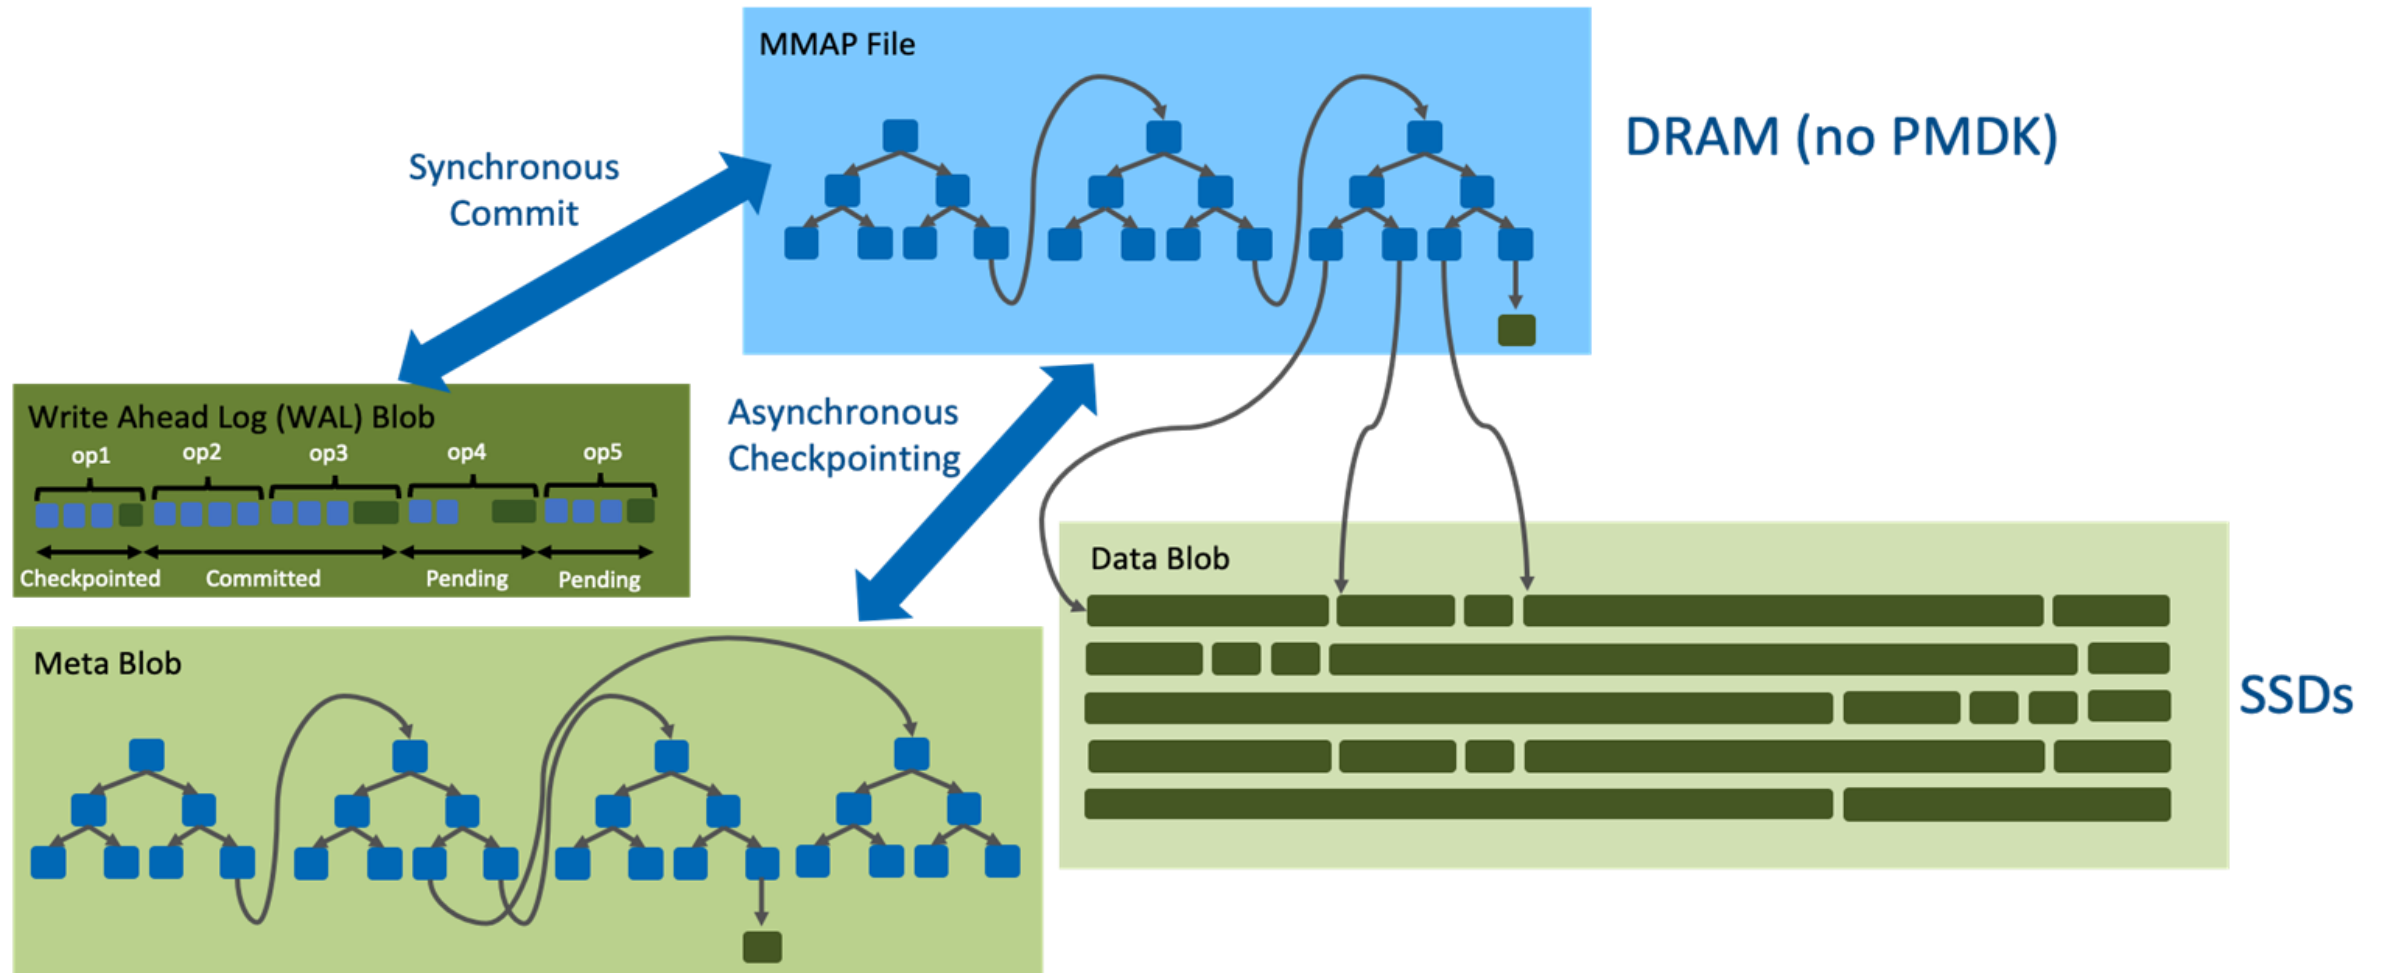 MMAP File
DRAM (no PMDK)
Synchronous
Commit
Write Ahead Log (WAL) Blob
op1 op2 op3 op4 op5
Checkpointed Committed Pending Pending
Asynchronous
Checkpointing
Data Blob
SSDs
Meta Blob